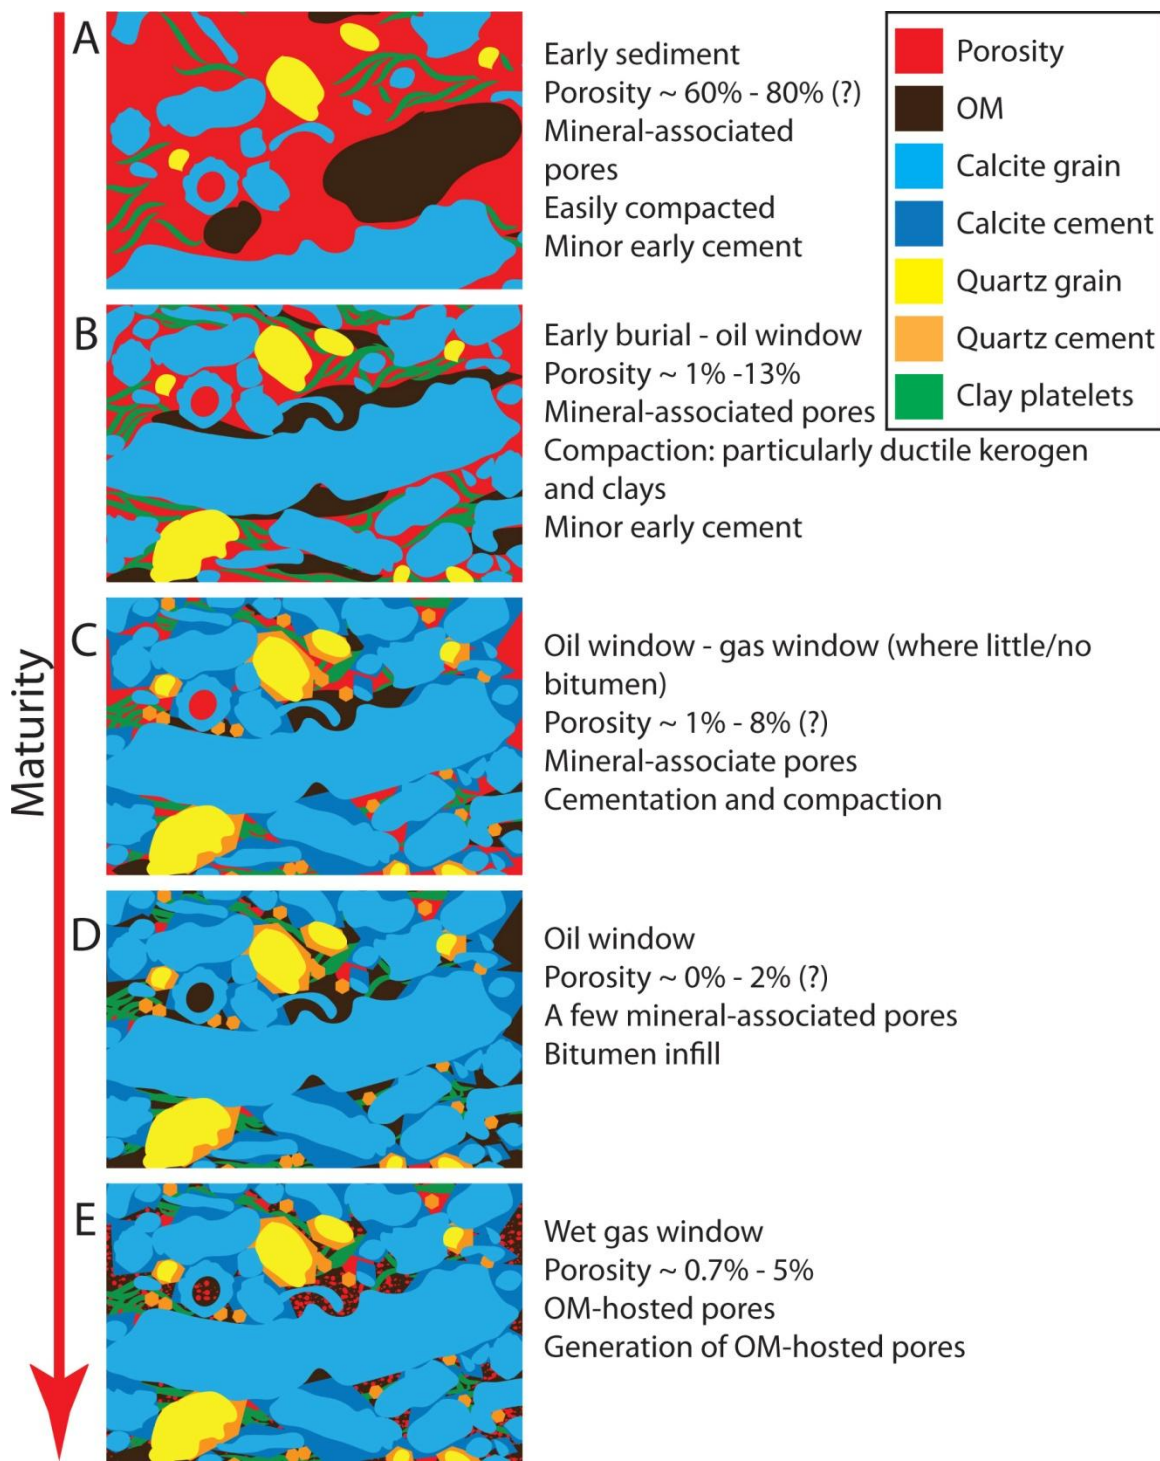 A
Early sediment
Porosity ~ 60% - 80% (?)
Mineral-associated
pores
Easily compacted
Minor early cement
Porosity
OM
Calcite grain
Calcite cement
Quartz grain
Quartz cement
Clay platelets
B
Early burial - oil window
Porosity ~ 1% -13%
Mineral-associated pores
Compaction: particularly ductile kerogen
and clays
Minor early cement
Maturity
C
Oil window - gas window (where little/no
bitumen)
Porosity ~ 1% - 8% (?)
Mineral-associate pores
Cementation and compaction
D
Oil window
Porosity ~ 0% - 2% (?)
A few mineral-associated pores
Bitumen infill
E
Wet gas window
Porosity ~ 0.7% - 5%
OM-hosted pores
Generation of OM-hosted pores